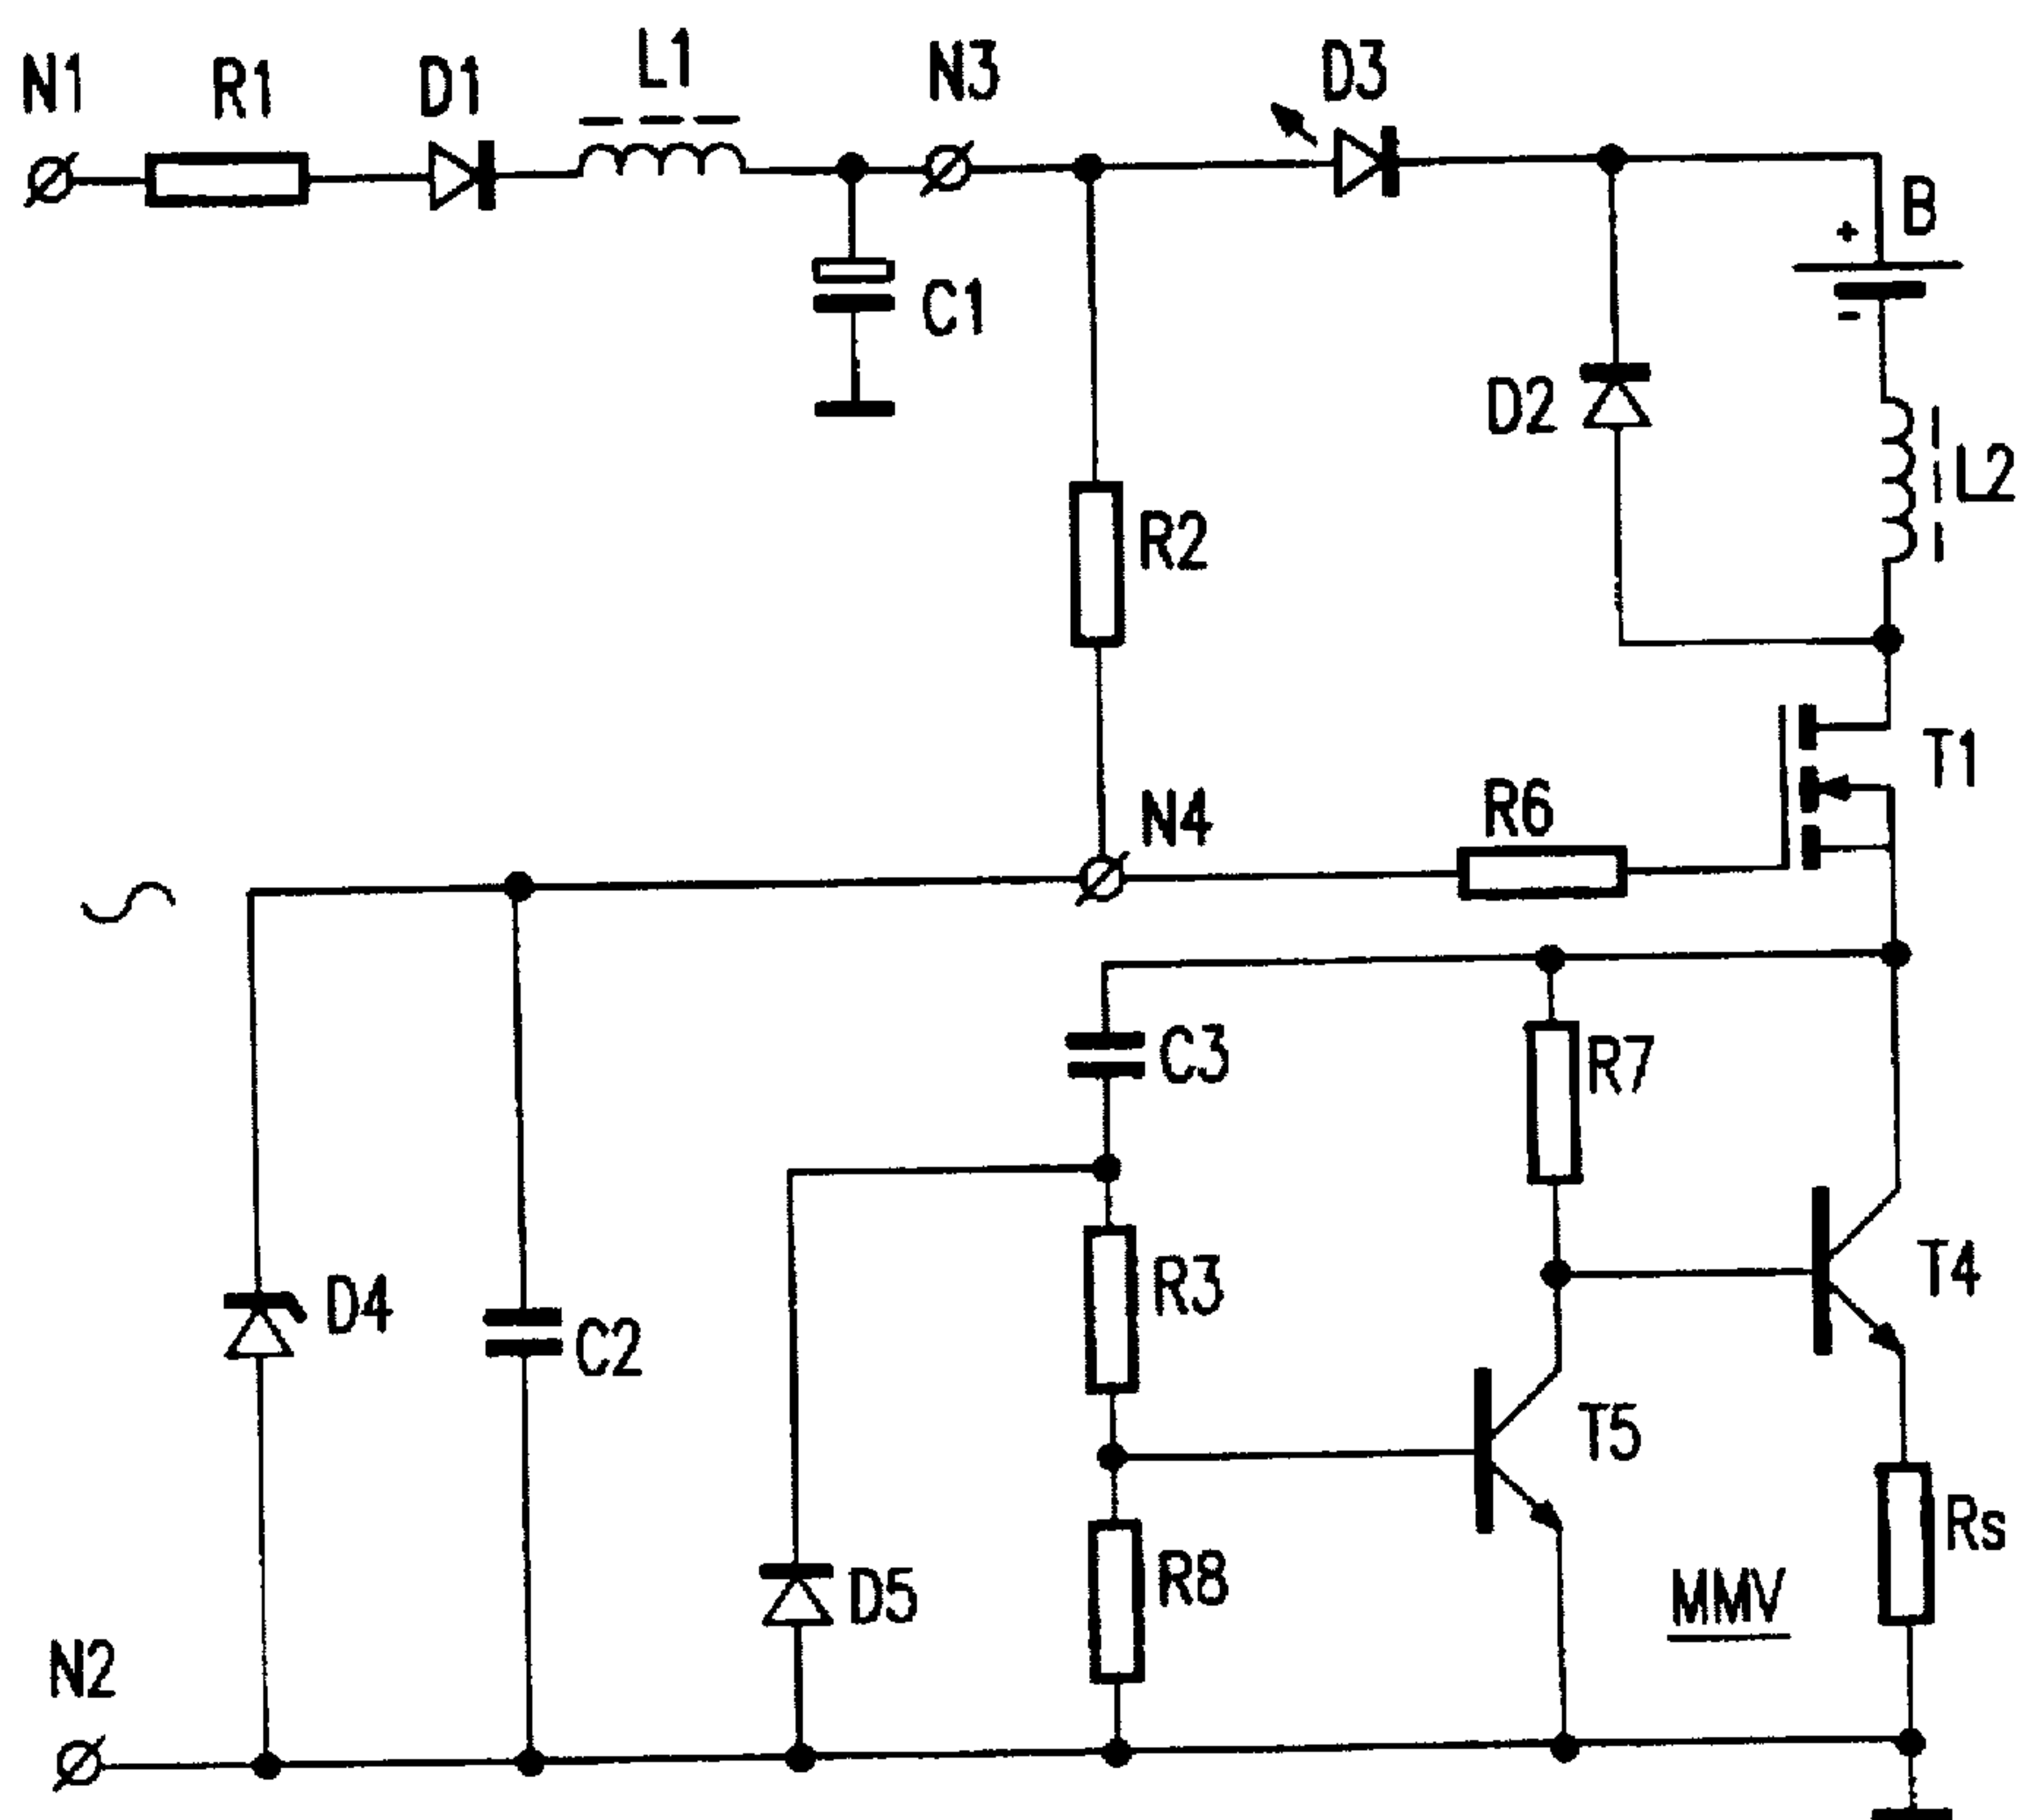 N1
R1
D1
L1
N3
D3
+
B
-
C1
D2
L2
R2
T1
N4
R6
C3
R7
D4
C2
R3
T4
T5
D5
R8
Rs
MMV
N2